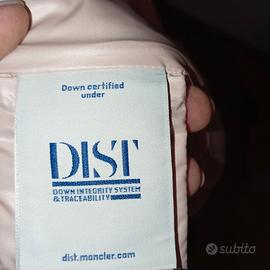 Down certified
under
DIST
DOWN INTEGRITY SYSTEM
& TRACEABILITY
dist.moncler.com
subito